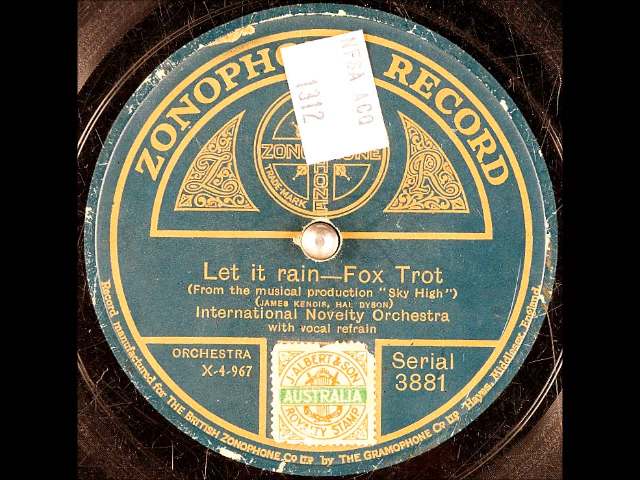 ZONOPHONE RECORD
NFSA ACQ
1312
ZONOPHONE
TRADE-MARK
Let it rain—Fox Trot
(From the musical production "Sky High")
(JAMES KENDIS, HAL DYSON)
International Novelty Orchestra
with vocal refrain
ORCHESTRA
X-4-967
Serial
3881
J. ALBERT & SON
AUSTRALIA
ROYALTY STAMP
Record manufactured for THE BRITISH ZONOPHONE Co LTD by THE GRAMOPHONE Co LTD Hayes, Middlesex, England